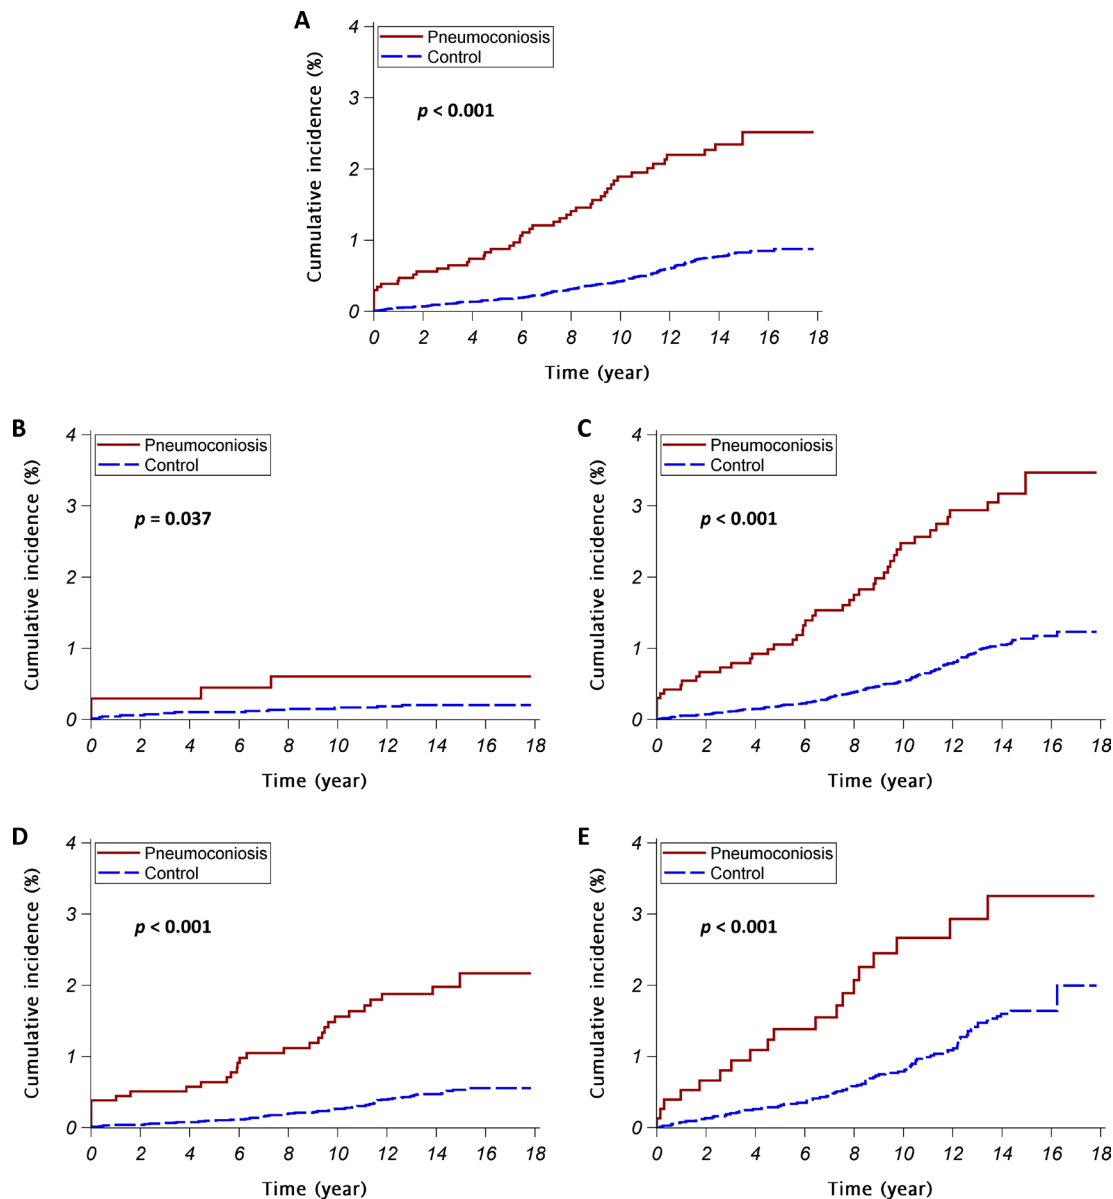 A
Cumulative incidence (%)
4
3
2
1
0
Pneumoconiosis
Control
p < 0.001
0 2 4 6 8 10 12 14 16 18
Time (year)
B
Cumulative incidence (%)
4
3
2
1
0
Pneumoconiosis
Control
p = 0.037
0 2 4 6 8 10 12 14 16 18
Time (year)
C
Cumulative incidence (%)
4
3
2
1
0
Pneumoconiosis
Control
p < 0.001
0 2 4 6 8 10 12 14 16 18
Time (year)
D
Cumulative incidence (%)
4
3
2
1
0
Pneumoconiosis
Control
p < 0.001
0 2 4 6 8 10 12 14 16 18
Time (year)
E
Cumulative incidence (%)
4
3
2
1
0
Pneumoconiosis
Control
p < 0.001
0 2 4 6 8 10 12 14 16 18
Time (year)